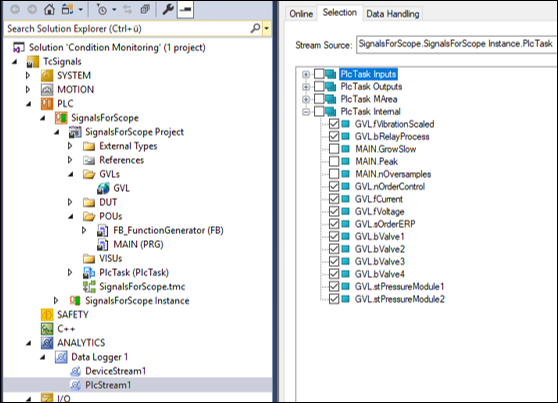 Search Solution Explorer (Ctrl+ü)
Solution 'Condition Monitoring' (1 project)
TcSignals
SYSTEM
MOTION
PLC
SignalsForScope
SignalsForScope Project
External Types
References
GVLs
GVL
DUT
POUs
FB_FunctionGenerator (FB)
MAIN (PRG)
VISUs
PlcTask (PlcTask)
SignalsForScope.tmc
SignalsForScope Instance
SAFETY
C++
ANALYTICS
Data Logger 1
DeviceStream1
PlcStream1
I/O
Online Selection Data Handling
Stream Source: SignalsForScope.SignalsForScope Instance.PlcTask
PlcTask Inputs
PlcTask Outputs
PlcTask MArea
PlcTask Internal
GVL.fVibrationScaled
GVL.bRelayProcess
MAIN.GrowSlow
MAIN.Peak
MAIN.nOversamples
GVL.nOrderControl
GVL.fCurrent
GVL.fVoltage
GVL.sOrderERP
GVL.bValve1
GVL.bValve2
GVL.bValve3
GVL.bValve4
GVL.stPressureModule1
GVL.stPressureModule2